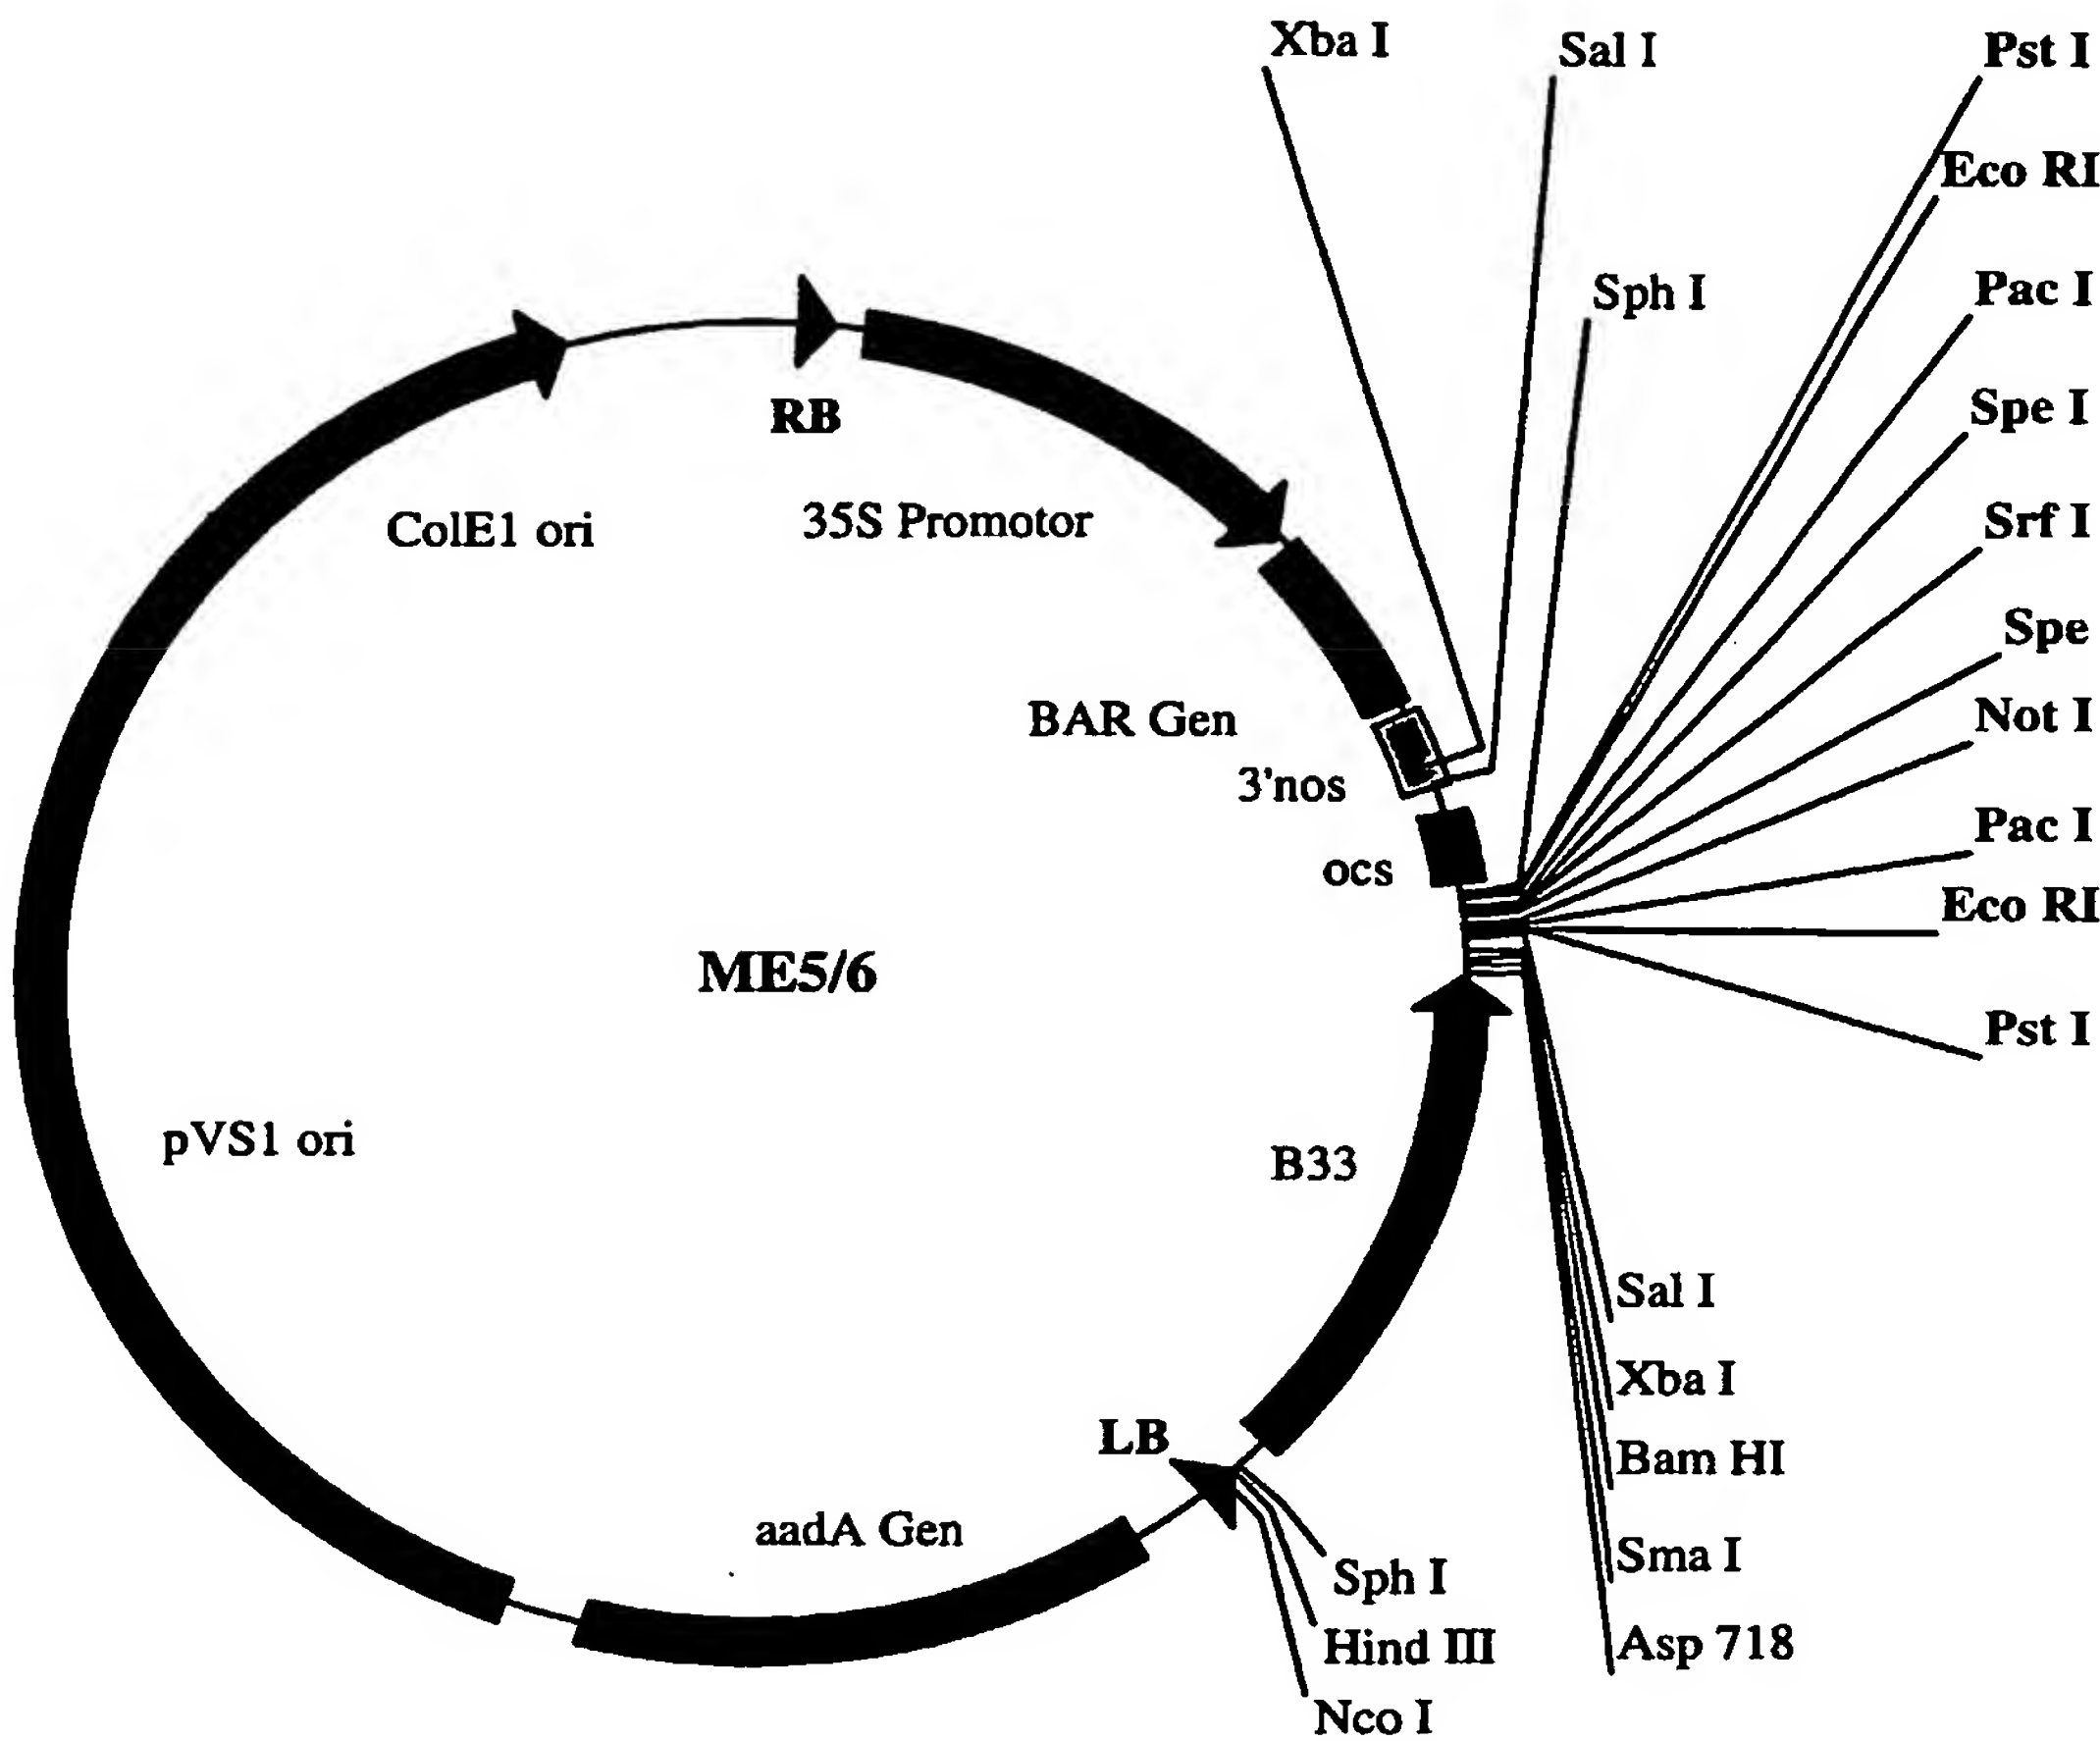 Xba I
Sal I
Pst I
Eco RI
Sph I
Pac I
Spe I
RB
35S Promotor
ColE1 ori
Srf I
Spe
BAR Gen
Not I
3'nos
Pac I
ocs
Eco RI
ME5/6
Pst I
pVS1 ori
B33
Sal I
Xba I
LB
Bam HI
aadA Gen
Sma I
Sph I
Hind III
Asp 718
Nco I